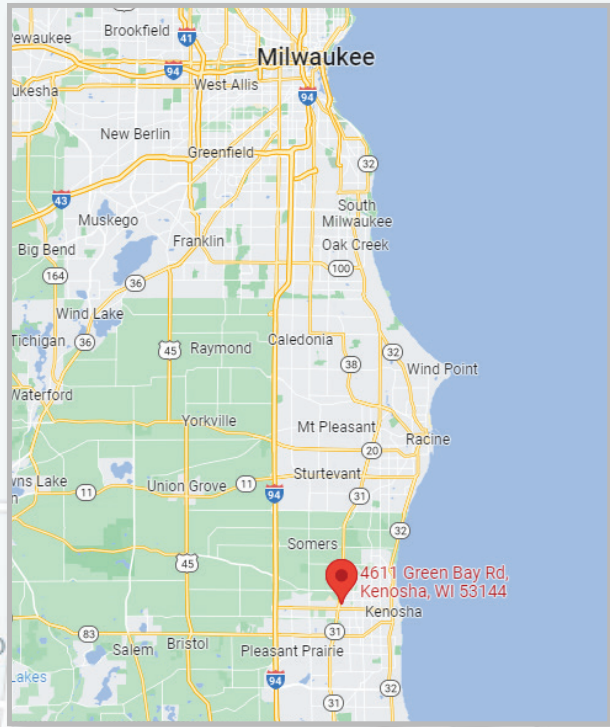 Brookfield
41
Milwaukee
94
West Allis
94
New Berlin
Greenfield
32
43
South
Milwaukee
Muskego
Franklin
Oak Creek
Big Bend
164
100
36
Wind Lake
Tichigan
36
45
Raymond
Caledonia
32
38
Wind Point
Waterford
Yorkville
Mt Pleasant
Racine
20
Sturtevant
11
Union Grove
11
94
31
32
Somers
45
4611 Green Bay Rd,
Kenosha, WI 53144
Kenosha
83
31
Salem
Bristol
Pleasant Prairie
94
32
31